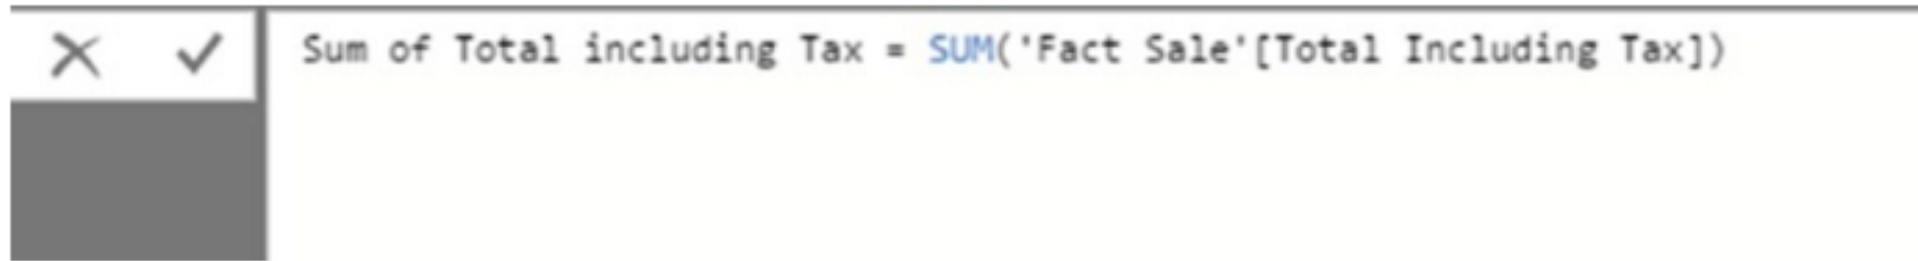 Sum of Total including Tax = SUM('Fact Sale'[Total Including Tax])